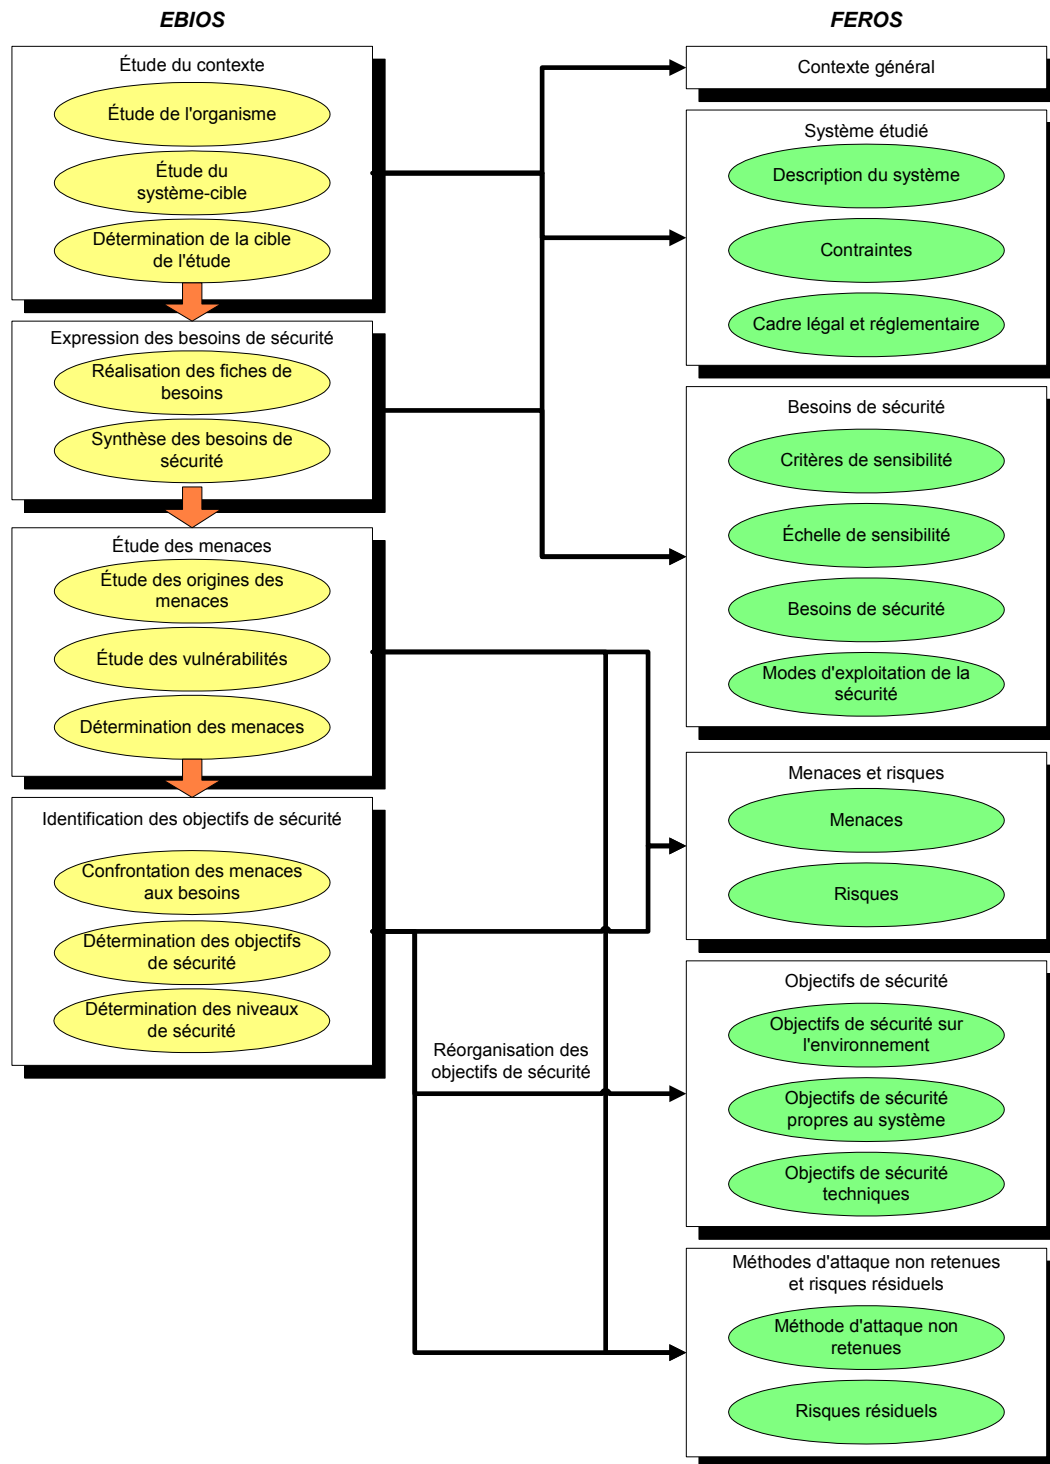 EBIOS
Étude du contexte
Étude de l'organisme
Étude du
système-cible
Détermination de la cible
de l'étude
Expression des besoins de sécurité
Réalisation des fiches de
besoins
Synthèse des besoins de
sécurité
Étude des menaces
Étude des origines des
menaces
Étude des vulnérabilités
Détermination des menaces
Identification des objectifs de sécurité
Confrontation des menaces
aux besoins
Détermination des objectifs
de sécurité
Détermination des niveaux
de sécurité
Réorganisation des
objectifs de sécurité
FEROS
Contexte général
Système étudié
Description du système
Contraintes
Cadre légal et réglementaire
Besoins de sécurité
Critères de sensibilité
Échelle de sensibilité
Besoins de sécurité
Modes d'exploitation de la
sécurité
Menaces et risques
Menaces
Risques
Objectifs de sécurité
Objectifs de sécurité sur
l'environnement
Objectifs de sécurité
propres au système
Objectifs de sécurité
techniques
Méthodes d'attaque non retenues
et risques résiduels
Méthode d'attaque non
retenues
Risques résiduels